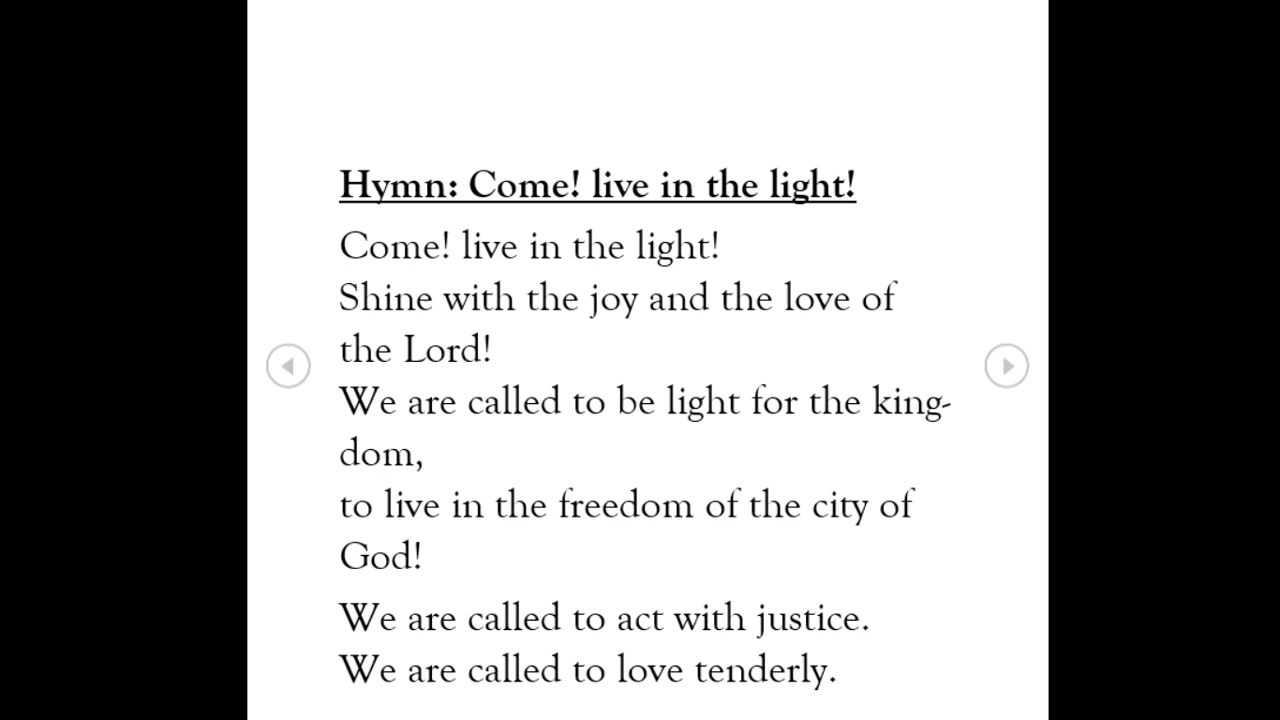 Hymn: Come! live in the light!
Come! live in the light!
Shine with the joy and the love of
the Lord!
We are called to be light for the king-
dom,
to live in the freedom of the city of
God!
We are called to act with justice.
We are called to love tenderly.